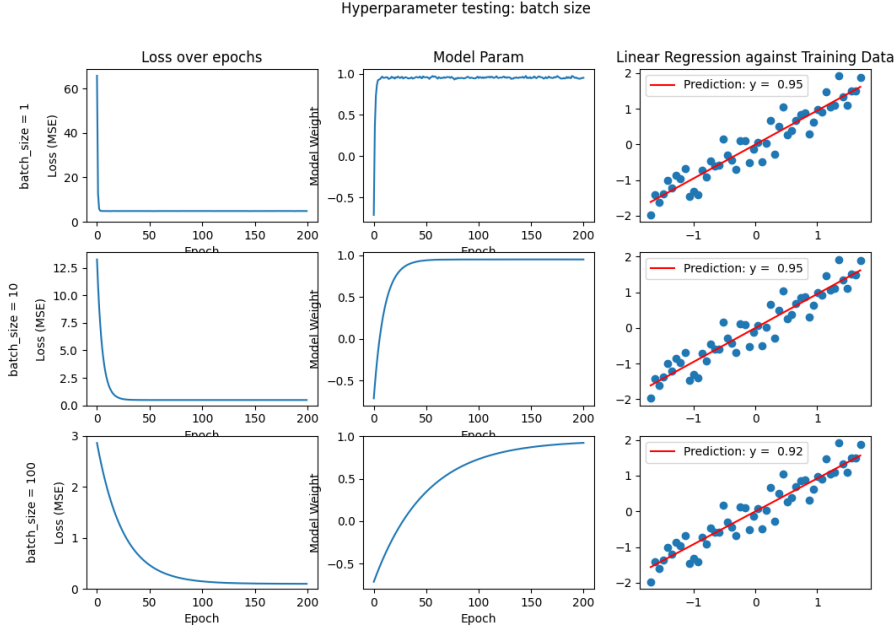 Hyperparameter testing: batch size
Loss over epochs
Model Param
Linear Regression against Training Data
batch_size = 1
Loss (MSE)
60
40
20
0
0 50 100 150 200
Epoch
Model Weight
1.0
0.5
0.0
−0.5
0 50 100 150 200
Epoch
2
1
0
−1
−2
−1 0 1
Prediction: y = 0.95
batch_size = 10
Loss (MSE)
12.5
10.0
7.5
5.0
2.5
0.0
0 50 100 150 200
Epoch
Model Weight
1.0
0.5
0.0
−0.5
0 50 100 150 200
Epoch
2
1
0
−1
−2
−1 0 1
Prediction: y = 0.95
batch_size = 100
Loss (MSE)
3
2
1
0
0 50 100 150 200
Epoch
Model Weight
1.0
0.5
0.0
−0.5
0 50 100 150 200
Epoch
2
1
0
−1
−2
−1 0 1
Prediction: y = 0.92